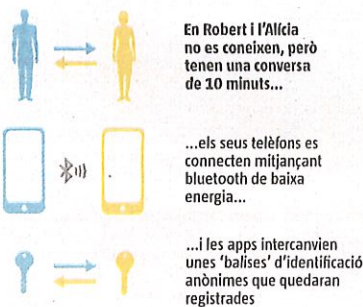 En Robert i l'Alícia
no es coneixen, però
tenen una conversa
de 10 minuts...
...els seus telèfons es
connecten mitjançant
bluetooth de baixa
energia...
...i les apps intercanvien
unes 'balises' d'identificació
anònimes que quedaran
registrades